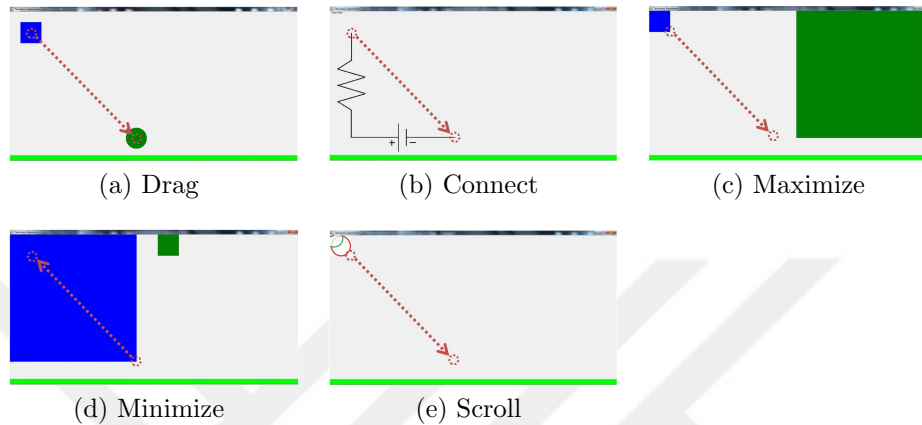 + −
(a) Drag
(b) Connect
(c) Maximize
(d) Minimize
(e) Scroll